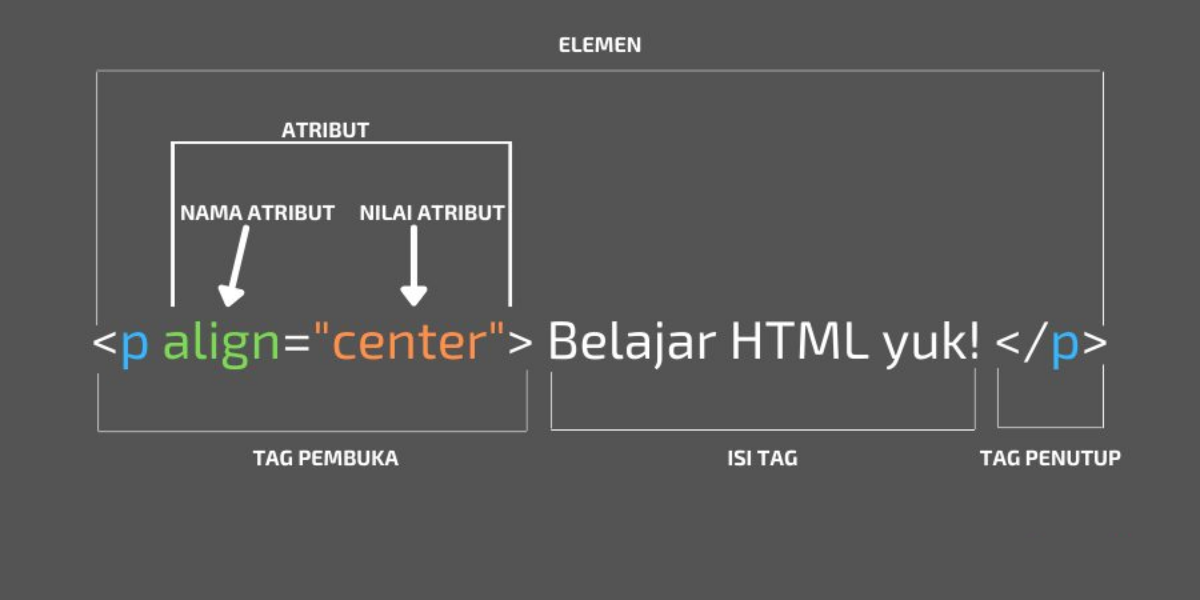 ELEMEN
ATRIBUT
NAMA ATRIBUT NILAI ATRIBUT
<p align="center"> Belajar HTML yuk! </p>
TAG PEMBUKA ISI TAG TAG PENUTUP